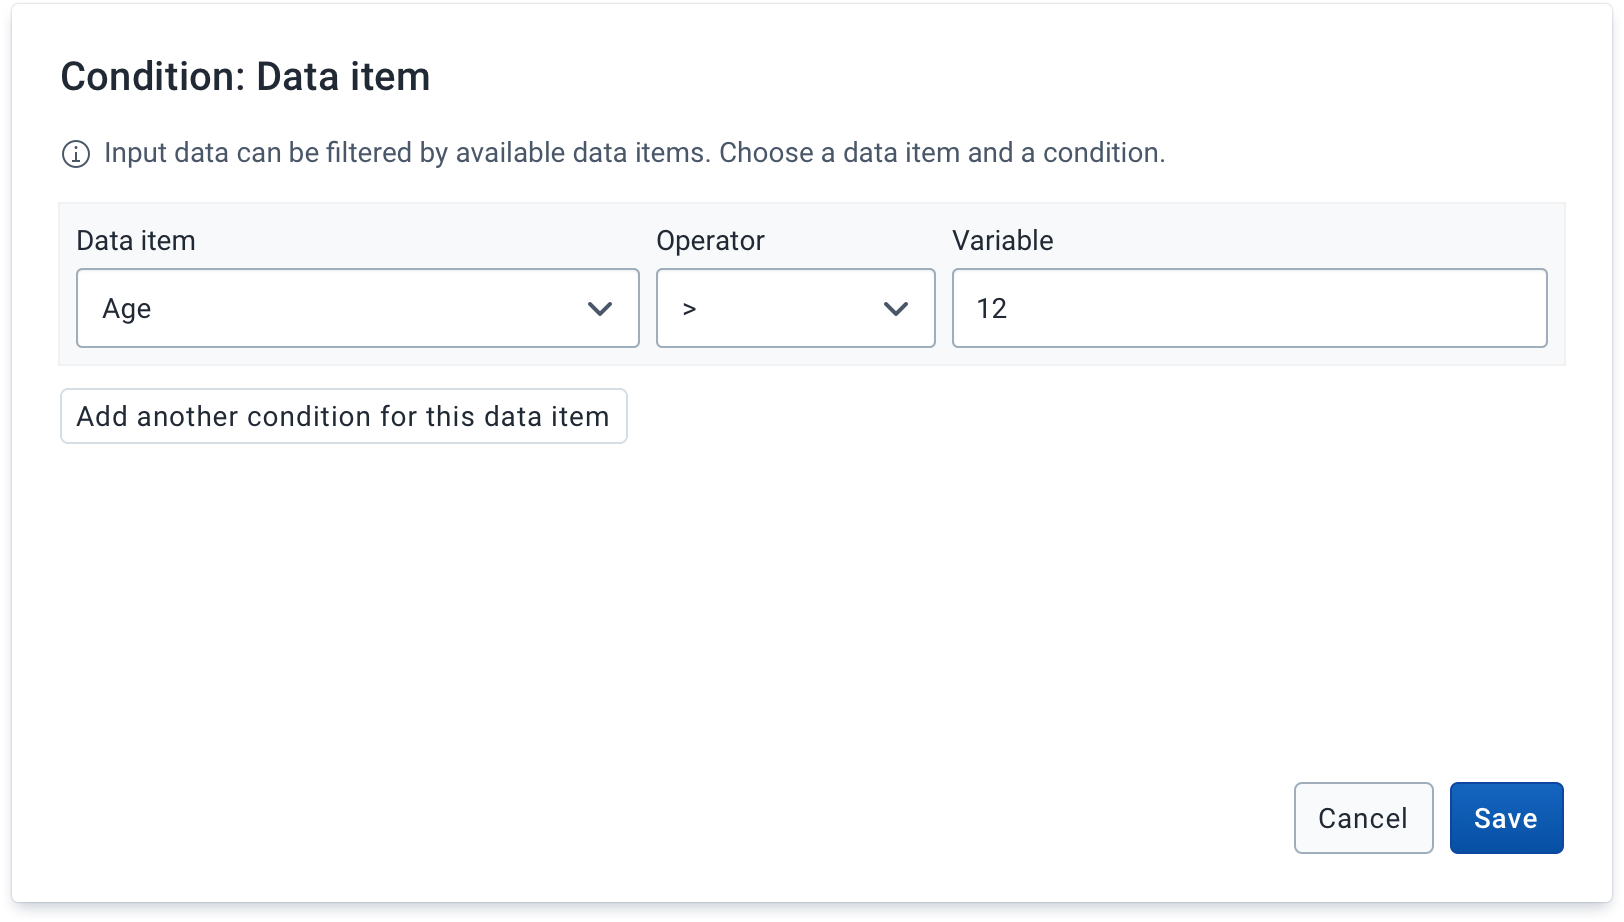 Condition: Data item
Input data can be filtered by available data items. Choose a data item and a condition.
Data item Operator Variable
Age > 12
Add another condition for this data item
Cancel Save